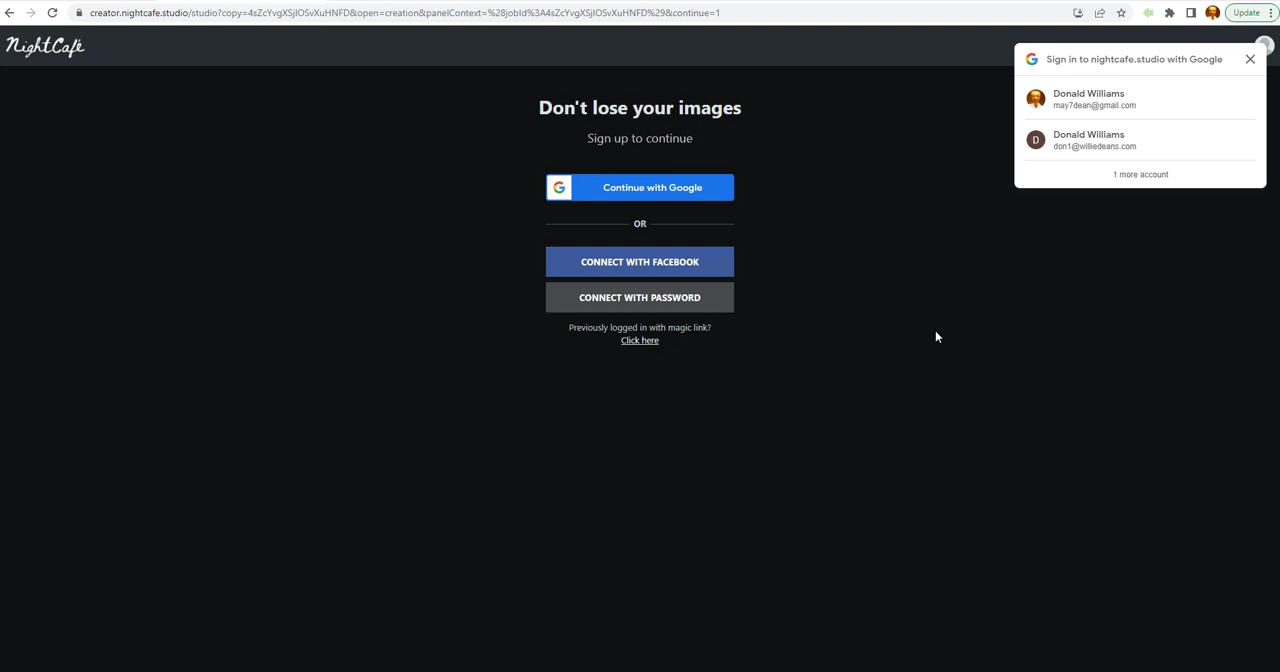 creator.nightcafe.studio/studio?copy=4sZcYvgXSjIOSvXuHNFD&open=creation&panelContext=%28jobId%3A4sZcYvgXSjIOSvXuHNFD%29&continue=1
Update
NightCafé
Sign in to nightcafe.studio with Google
Donald Williams
may7dean@gmail.com
Donald Williams
D
don1@williedeans.com
1 more account
Don't lose your images
Sign up to continue
Continue with Google
OR
CONNECT WITH FACEBOOK
CONNECT WITH PASSWORD
Previously logged in with magic link?
Click here